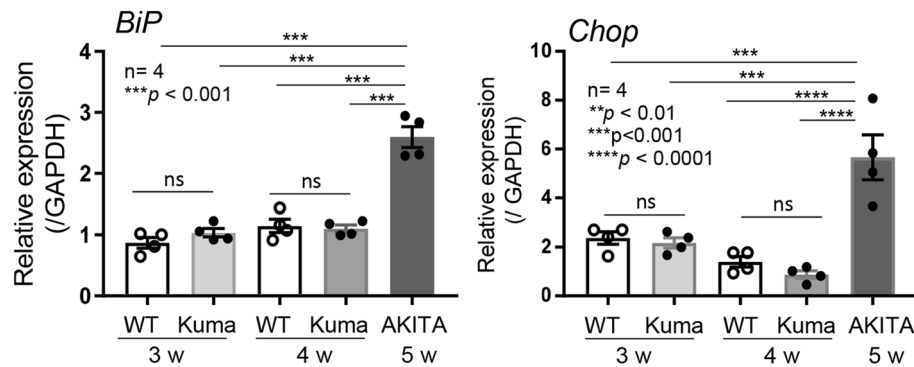 BiP
Relative expression
(/GAPDH)
4
3
2
1
0
n= 4
***p < 0.001
***
***
***
***
ns
ns
WT
Kuma
WT
Kuma
AKITA
3 w
4 w
5 w
Chop
Relative expression
(/ GAPDH)
10
8
6
4
2
0
n= 4
**p < 0.01
***p<0.001
****p < 0.0001
***
***
****
****
ns
ns
WT
Kuma
WT
Kuma
AKITA
3 w
4 w
5 w